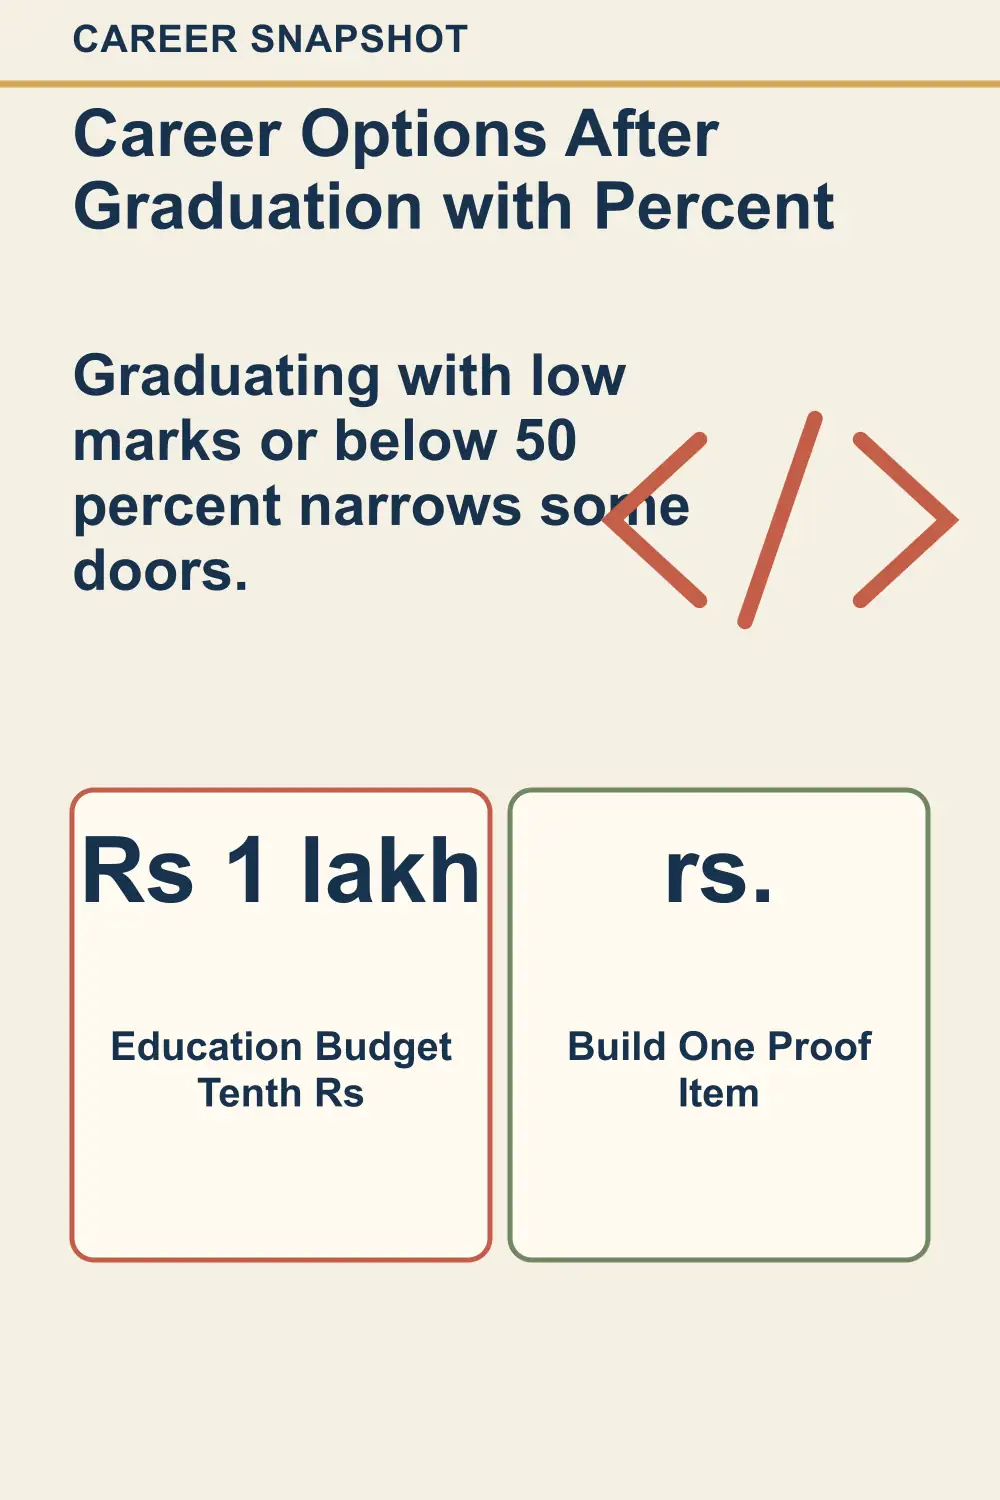 CAREER SNAPSHOT
Career Options After
Graduation with Percent
Graduating with low
marks or below 50
percent narrows some
doors.
Rs 1 lakh
Education Budget
Tenth Rs
rs.
Build One Proof
Item